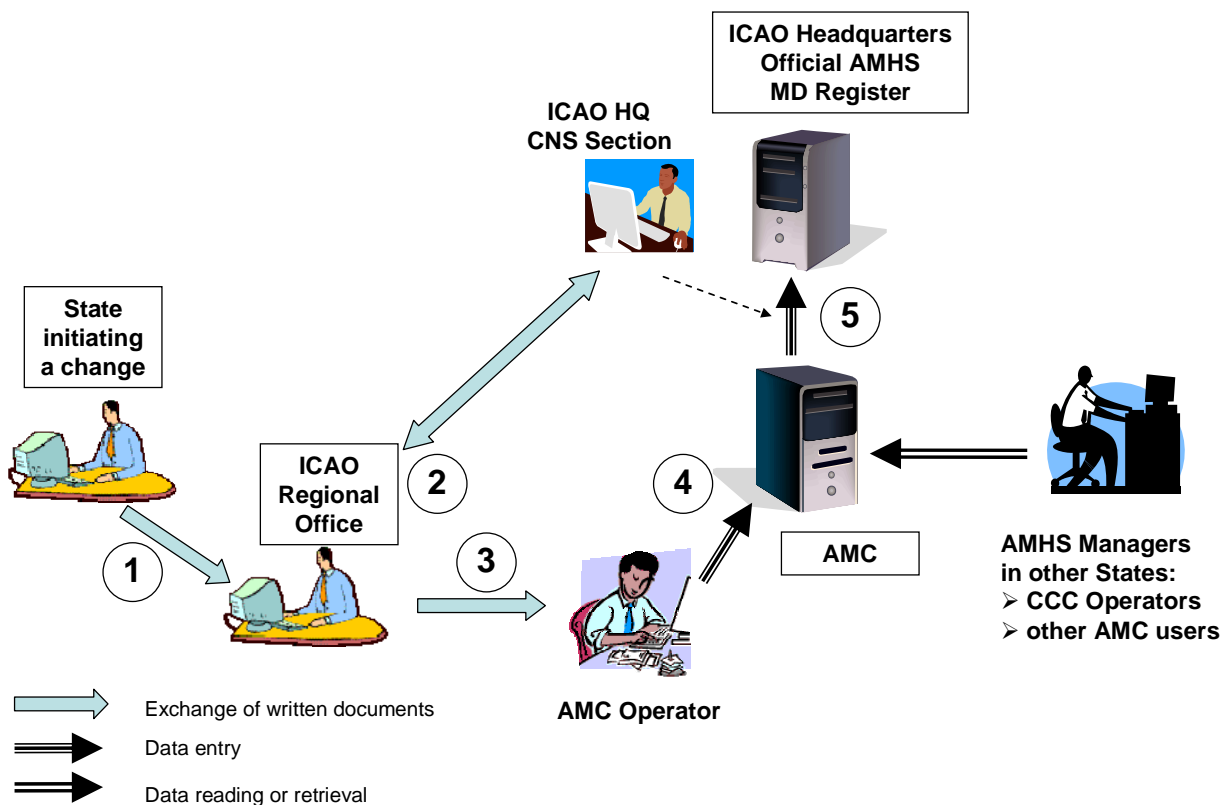 ICAO Headquarters
Official AMHS
MD Register
ICAO HQ
CNS Section
5
State
initiating
a change
ICAO
Regional
Office
2
4
1
3
AMC
AMHS Managers
in other States:
➢ CCC Operators
➢ other AMC users
AMC Operator
Exchange of written documents
Data entry
Data reading or retrieval